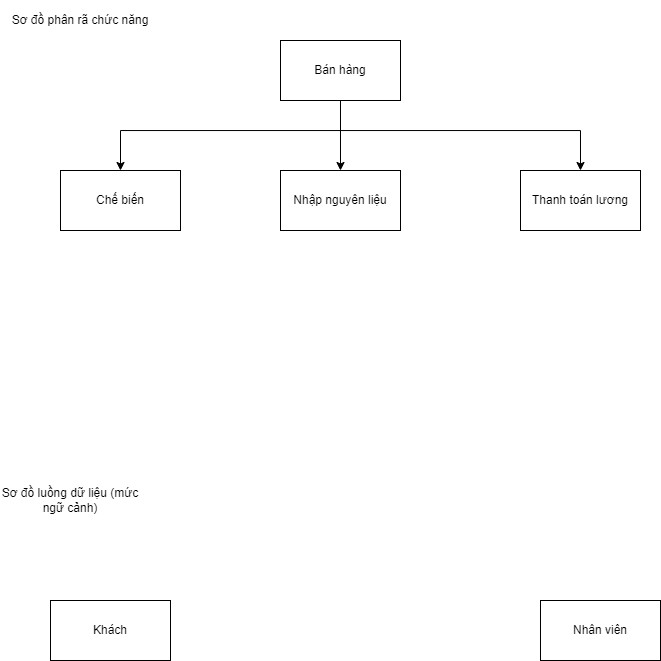 Sơ đồ phân rã chức năng
Bán hàng
Chế biến
Nhập nguyên liệu
Thanh toán lương
Sơ đồ luồng dữ liệu (mức
ngữ cảnh)
Khách
Nhân viên